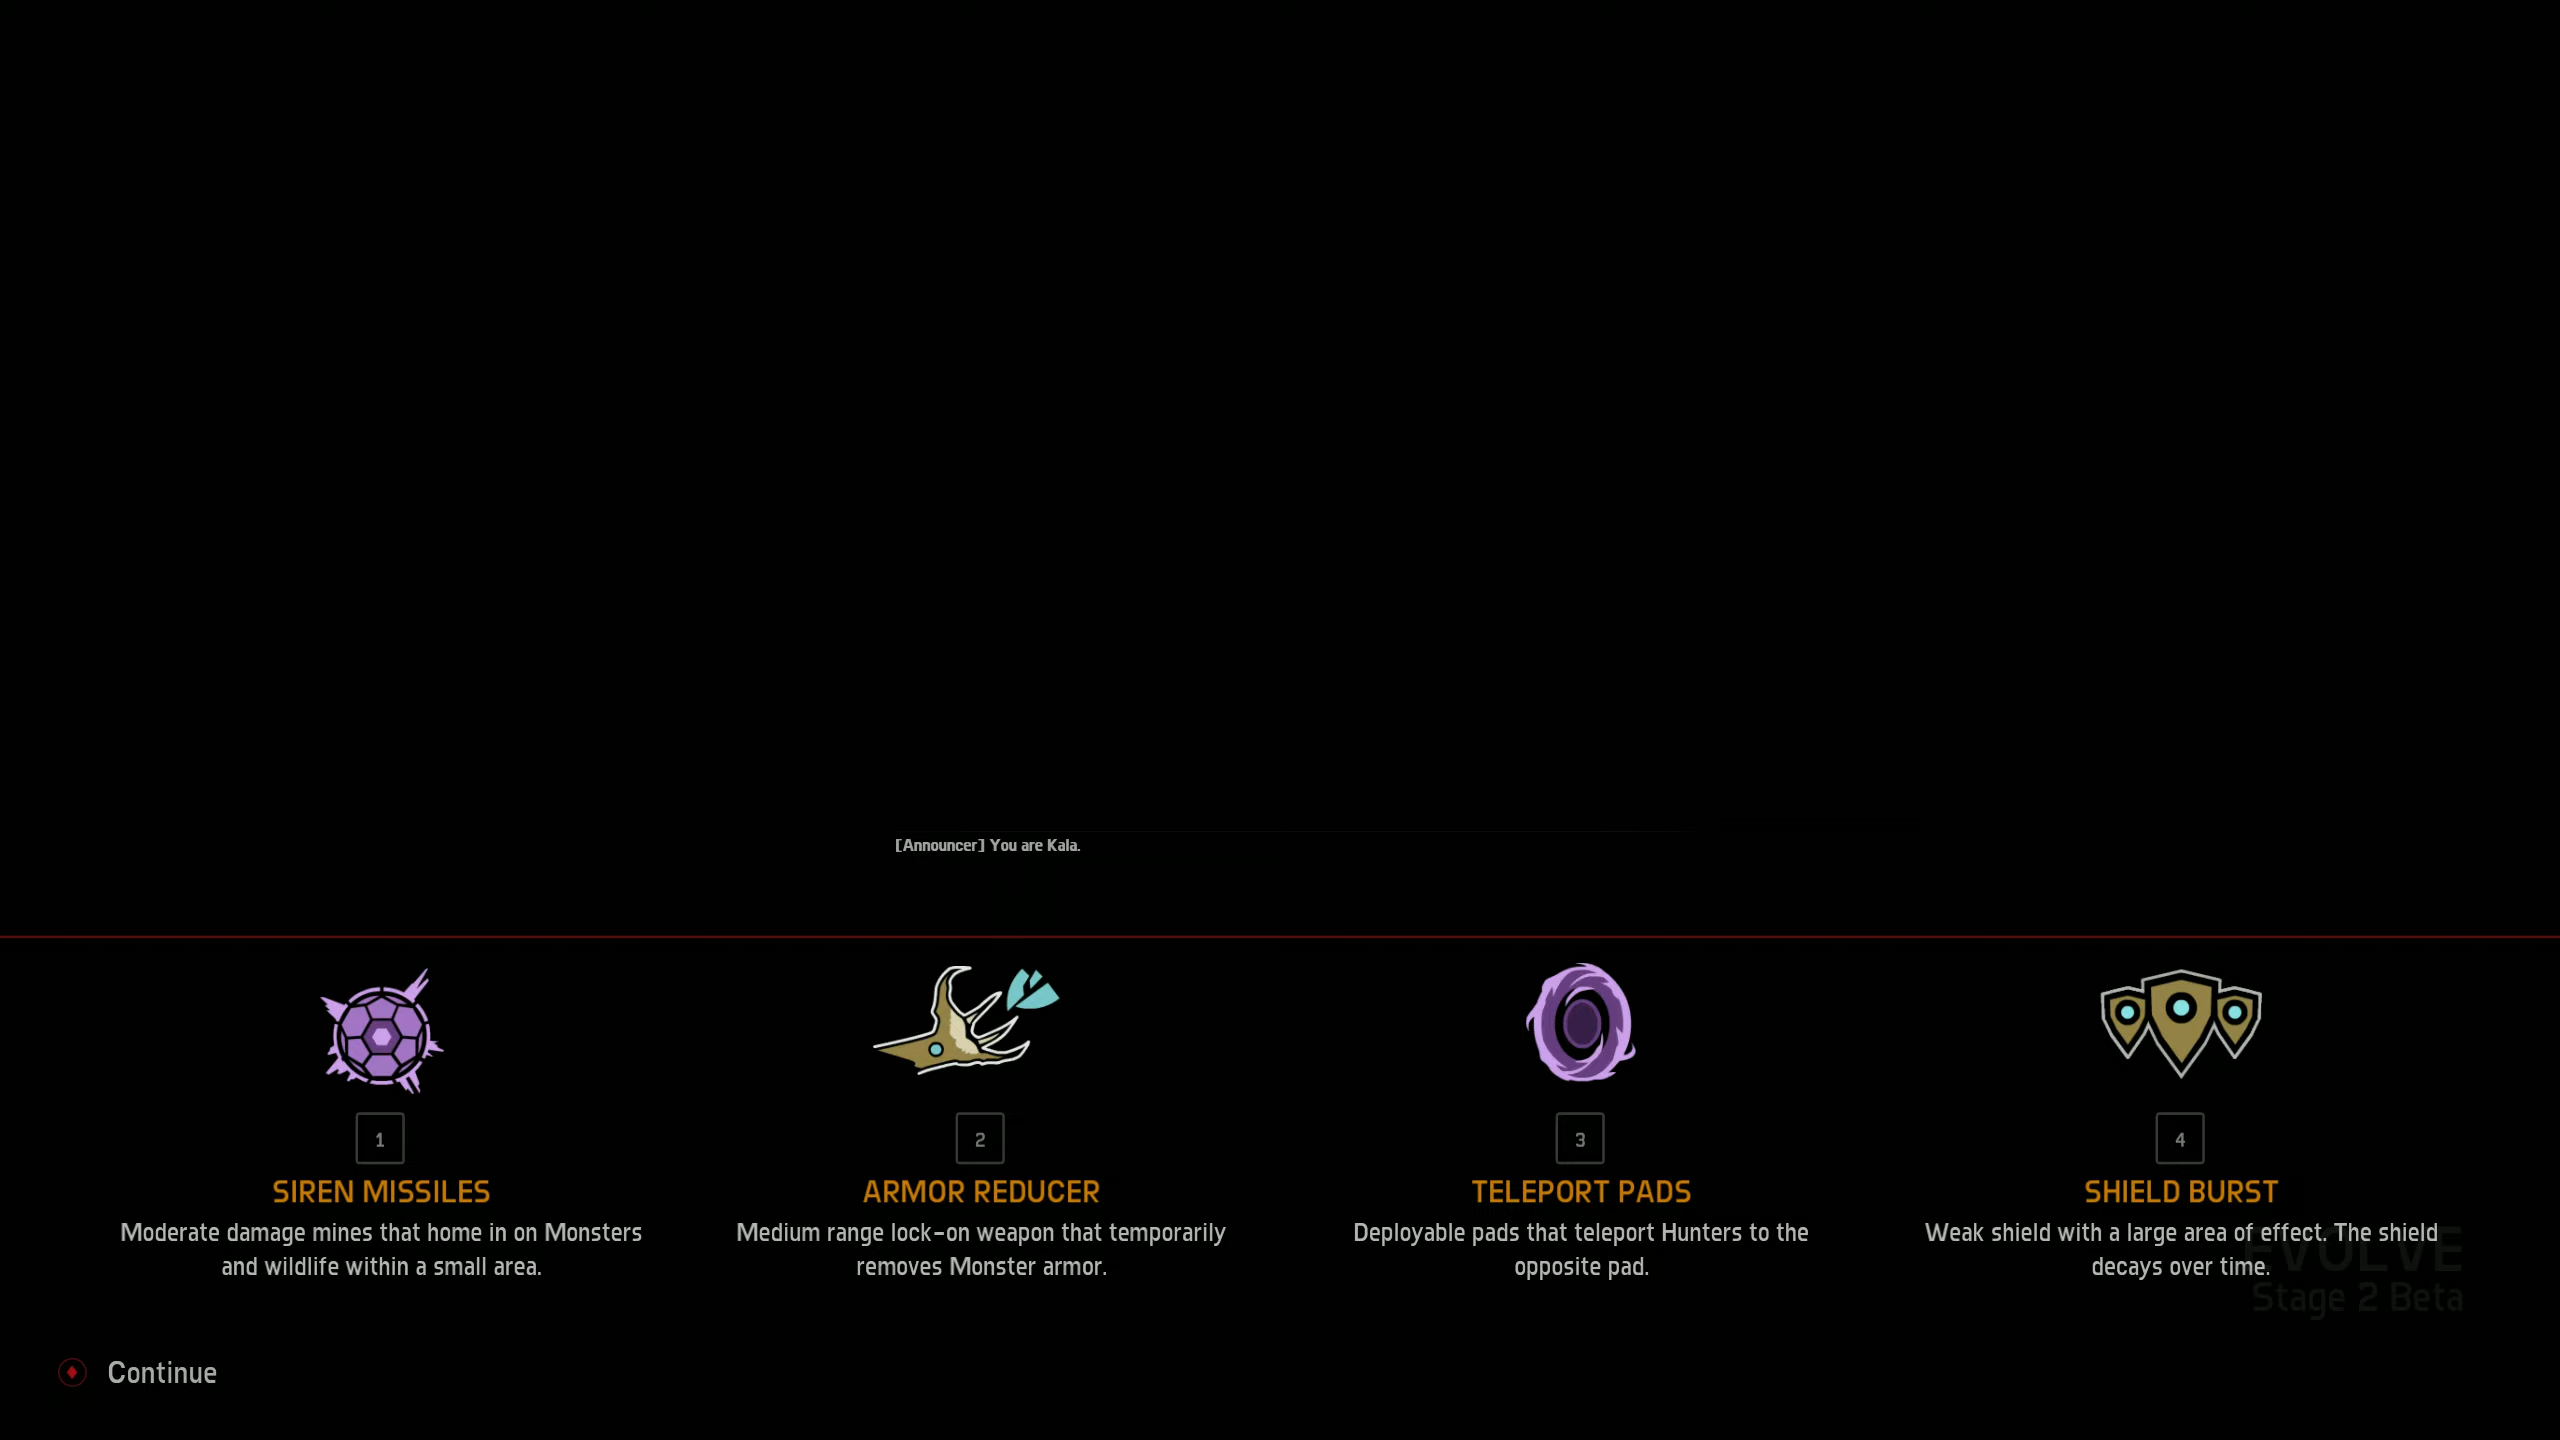 [Announcer] You are Kala.
1
2
3
4
SIREN MISSILES
ARMOR REDUCER
TELEPORT PADS
SHIELD BURST
Moderate damage mines that home in on Monsters
and wildlife within a small area.
Medium range lock-on weapon that temporarily
removes Monster armor.
Deployable pads that teleport Hunters to the
opposite pad.
Weak shield with a large area of effect. The shield
decays over time.
EVOLVE
Stage 2 Beta
Continue